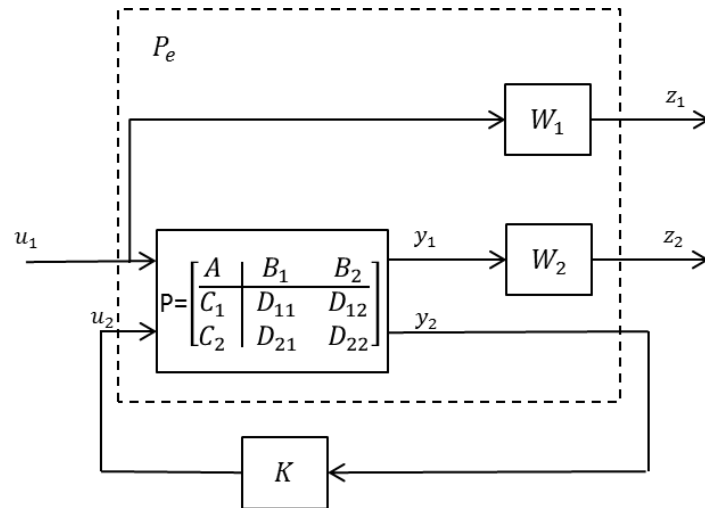 P_e
z_1
W_1
u_1
y_1
z_2
W_2
A B_1 B_2
P= C_1 D_11 D_12
u_2
C_2 D_21 D_22
y_2
K